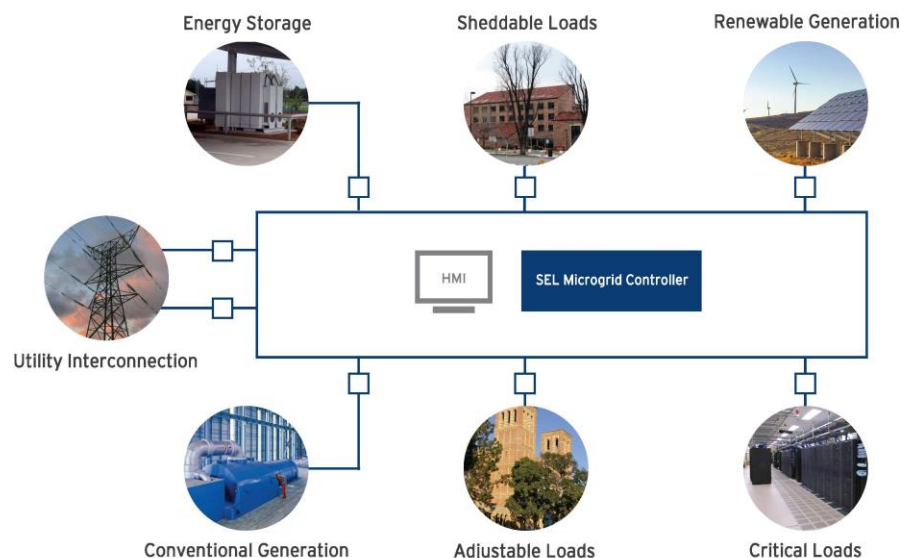 Energy Storage
Sheddable Loads
Renewable Generation
HMI
SEL Microgrid Controller
Utility Interconnection
Conventional Generation
Adjustable Loads
Critical Loads